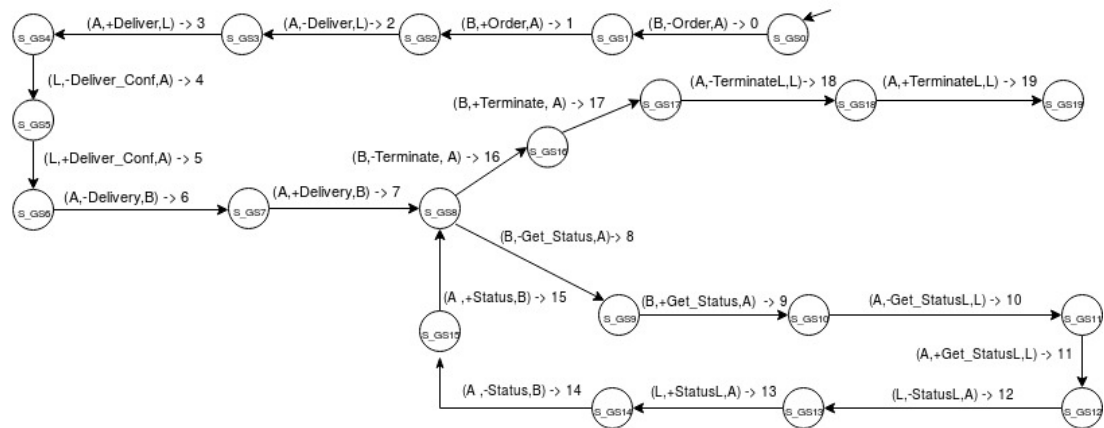 (A,+Deliver,L) -> 3
(A,-Deliver,L)-> 2
(B,+Order,A) -> 1
(B,-Order,A) -> 0
S_GS4
S_GS3
S_GS2
S_GS1
S_GS0
(L,-Deliver_Conf,A) -> 4
(B,+Terminate, A) -> 17
(A,-TerminateL,L)-> 18
(A,+TerminateL,L) -> 19
S_GS17
S_GS18
S_GS19
S_GS5
S_GS16
(L,+Deliver_Conf,A) -> 5
(B,-Terminate, A) -> 16
(A,-Delivery,B) -> 6
(A,+Delivery,B) -> 7
S_GS6
S_GS7
S_GS8
(B,-Get_Status,A)-> 8
(A ,+Status,B) -> 15
(B,+Get_Status,A) -> 9
(A,-Get_StatusL,L) -> 10
S_GS9
S_GS10
S_GS11
S_GS15
(A,+Get_StatusL,L) -> 11
(A ,-Status,B) -> 14
(L,+StatusL,A) -> 13
(L,-StatusL,A) -> 12
S_GS14
S_GS13
S_GS12